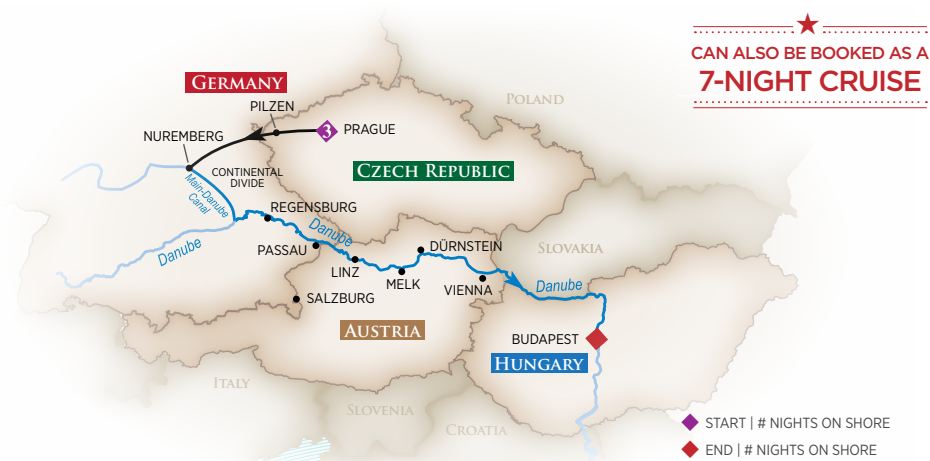 CAN ALSO BE BOOKED AS A
7-NIGHT CRUISE
GERMANY
POLAND
PILZEN
3
PRAGUE
NUREMBERG
CONTINENTAL
DIVIDE
CZECH REPUBLIC
Main-Danube
Canal
REGENSBURG
Danube
Danube
PASSAU
DÜRNSTEIN
SLOVAKIA
LINZ
MELK
VIENNA
Danube
SALZBURG
AUSTRIA
BUDAPEST
HUNGARY
ITALY
SLOVENIA
CROATIA
START | # NIGHTS ON SHORE
END | # NIGHTS ON SHORE